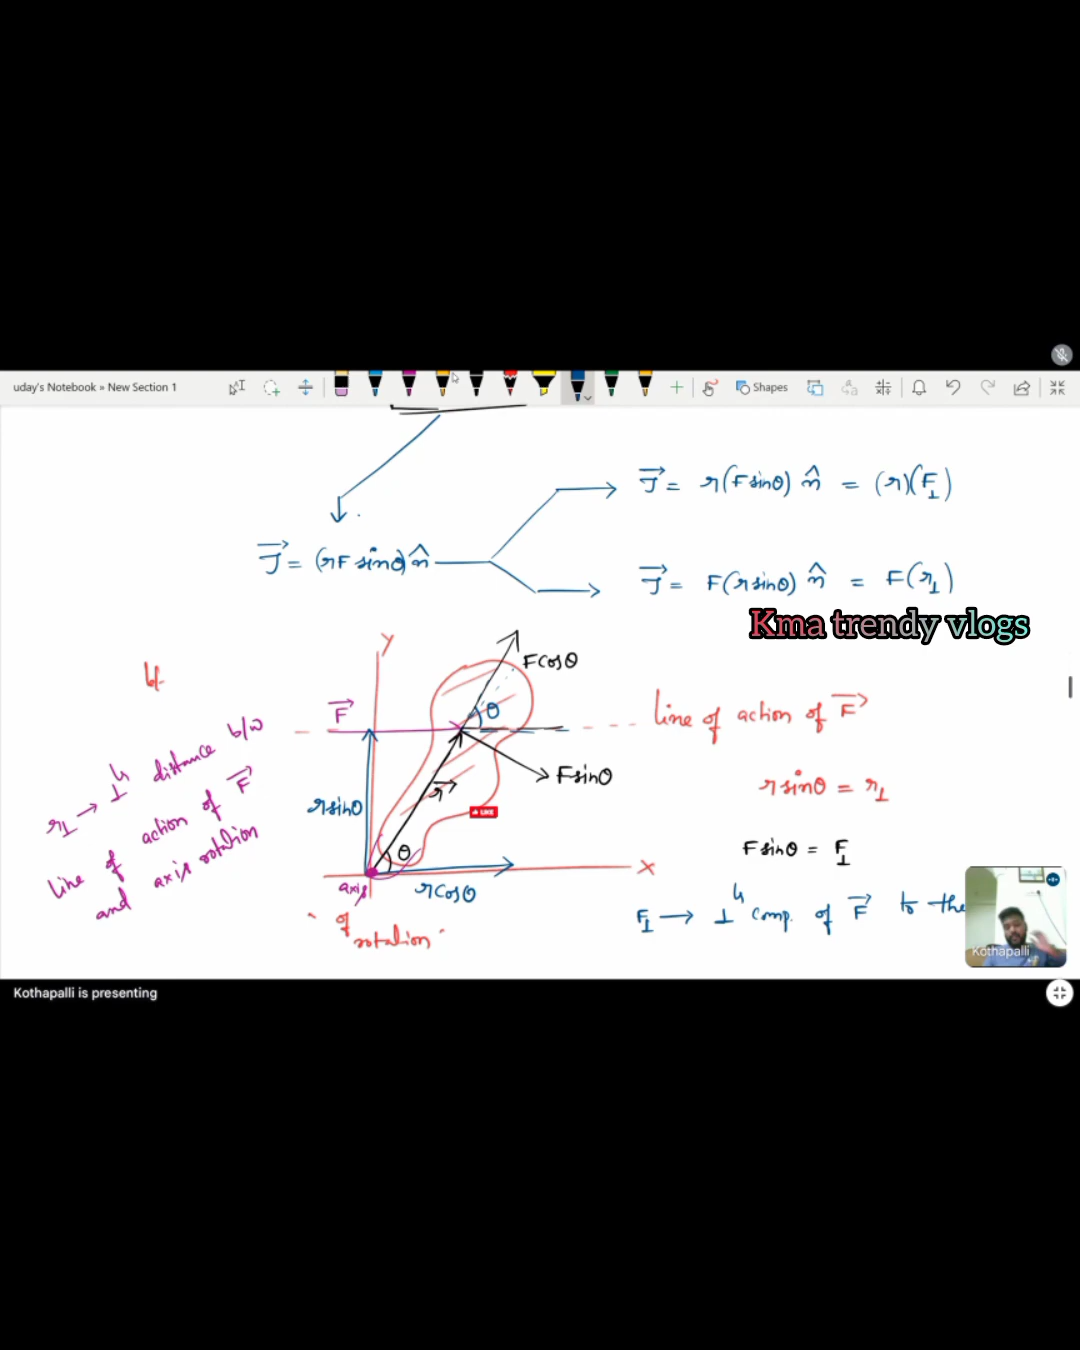 uday's Notebook » New Section 1
Shapes
J⃗ = r(F sinθ) n̂ = (r)(F⊥)
J⃗ = (rF sinθ) n̂
J⃗ = F(r sinθ) n̂ = F(r⊥)
Kma trendy vlogs
Y
F cosθ
F⃗
θ
line of action of F⃗
r⊥ → ⊥ʳ distance b/w
line of action of F⃗
and axis rotation
F sinθ
r⃗
r sinθ
LIKE
r sinθ = r⊥
θ
F sinθ = F⊥
X
axis
of
rotation
r cosθ
F⊥ → ⊥ʳ comp. of F⃗ to the
Kothapalli
Kothapalli is presenting